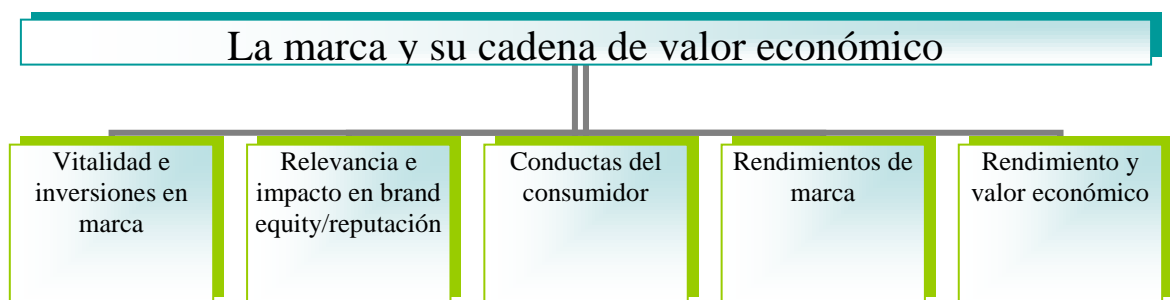 La marca y su cadena de valor económico
Vitalidad e
inversiones en
marca
Relevancia e
impacto en brand
equity/reputación
Conductas del
consumidor
Rendimientos de
marca
Rendimiento y
valor económico